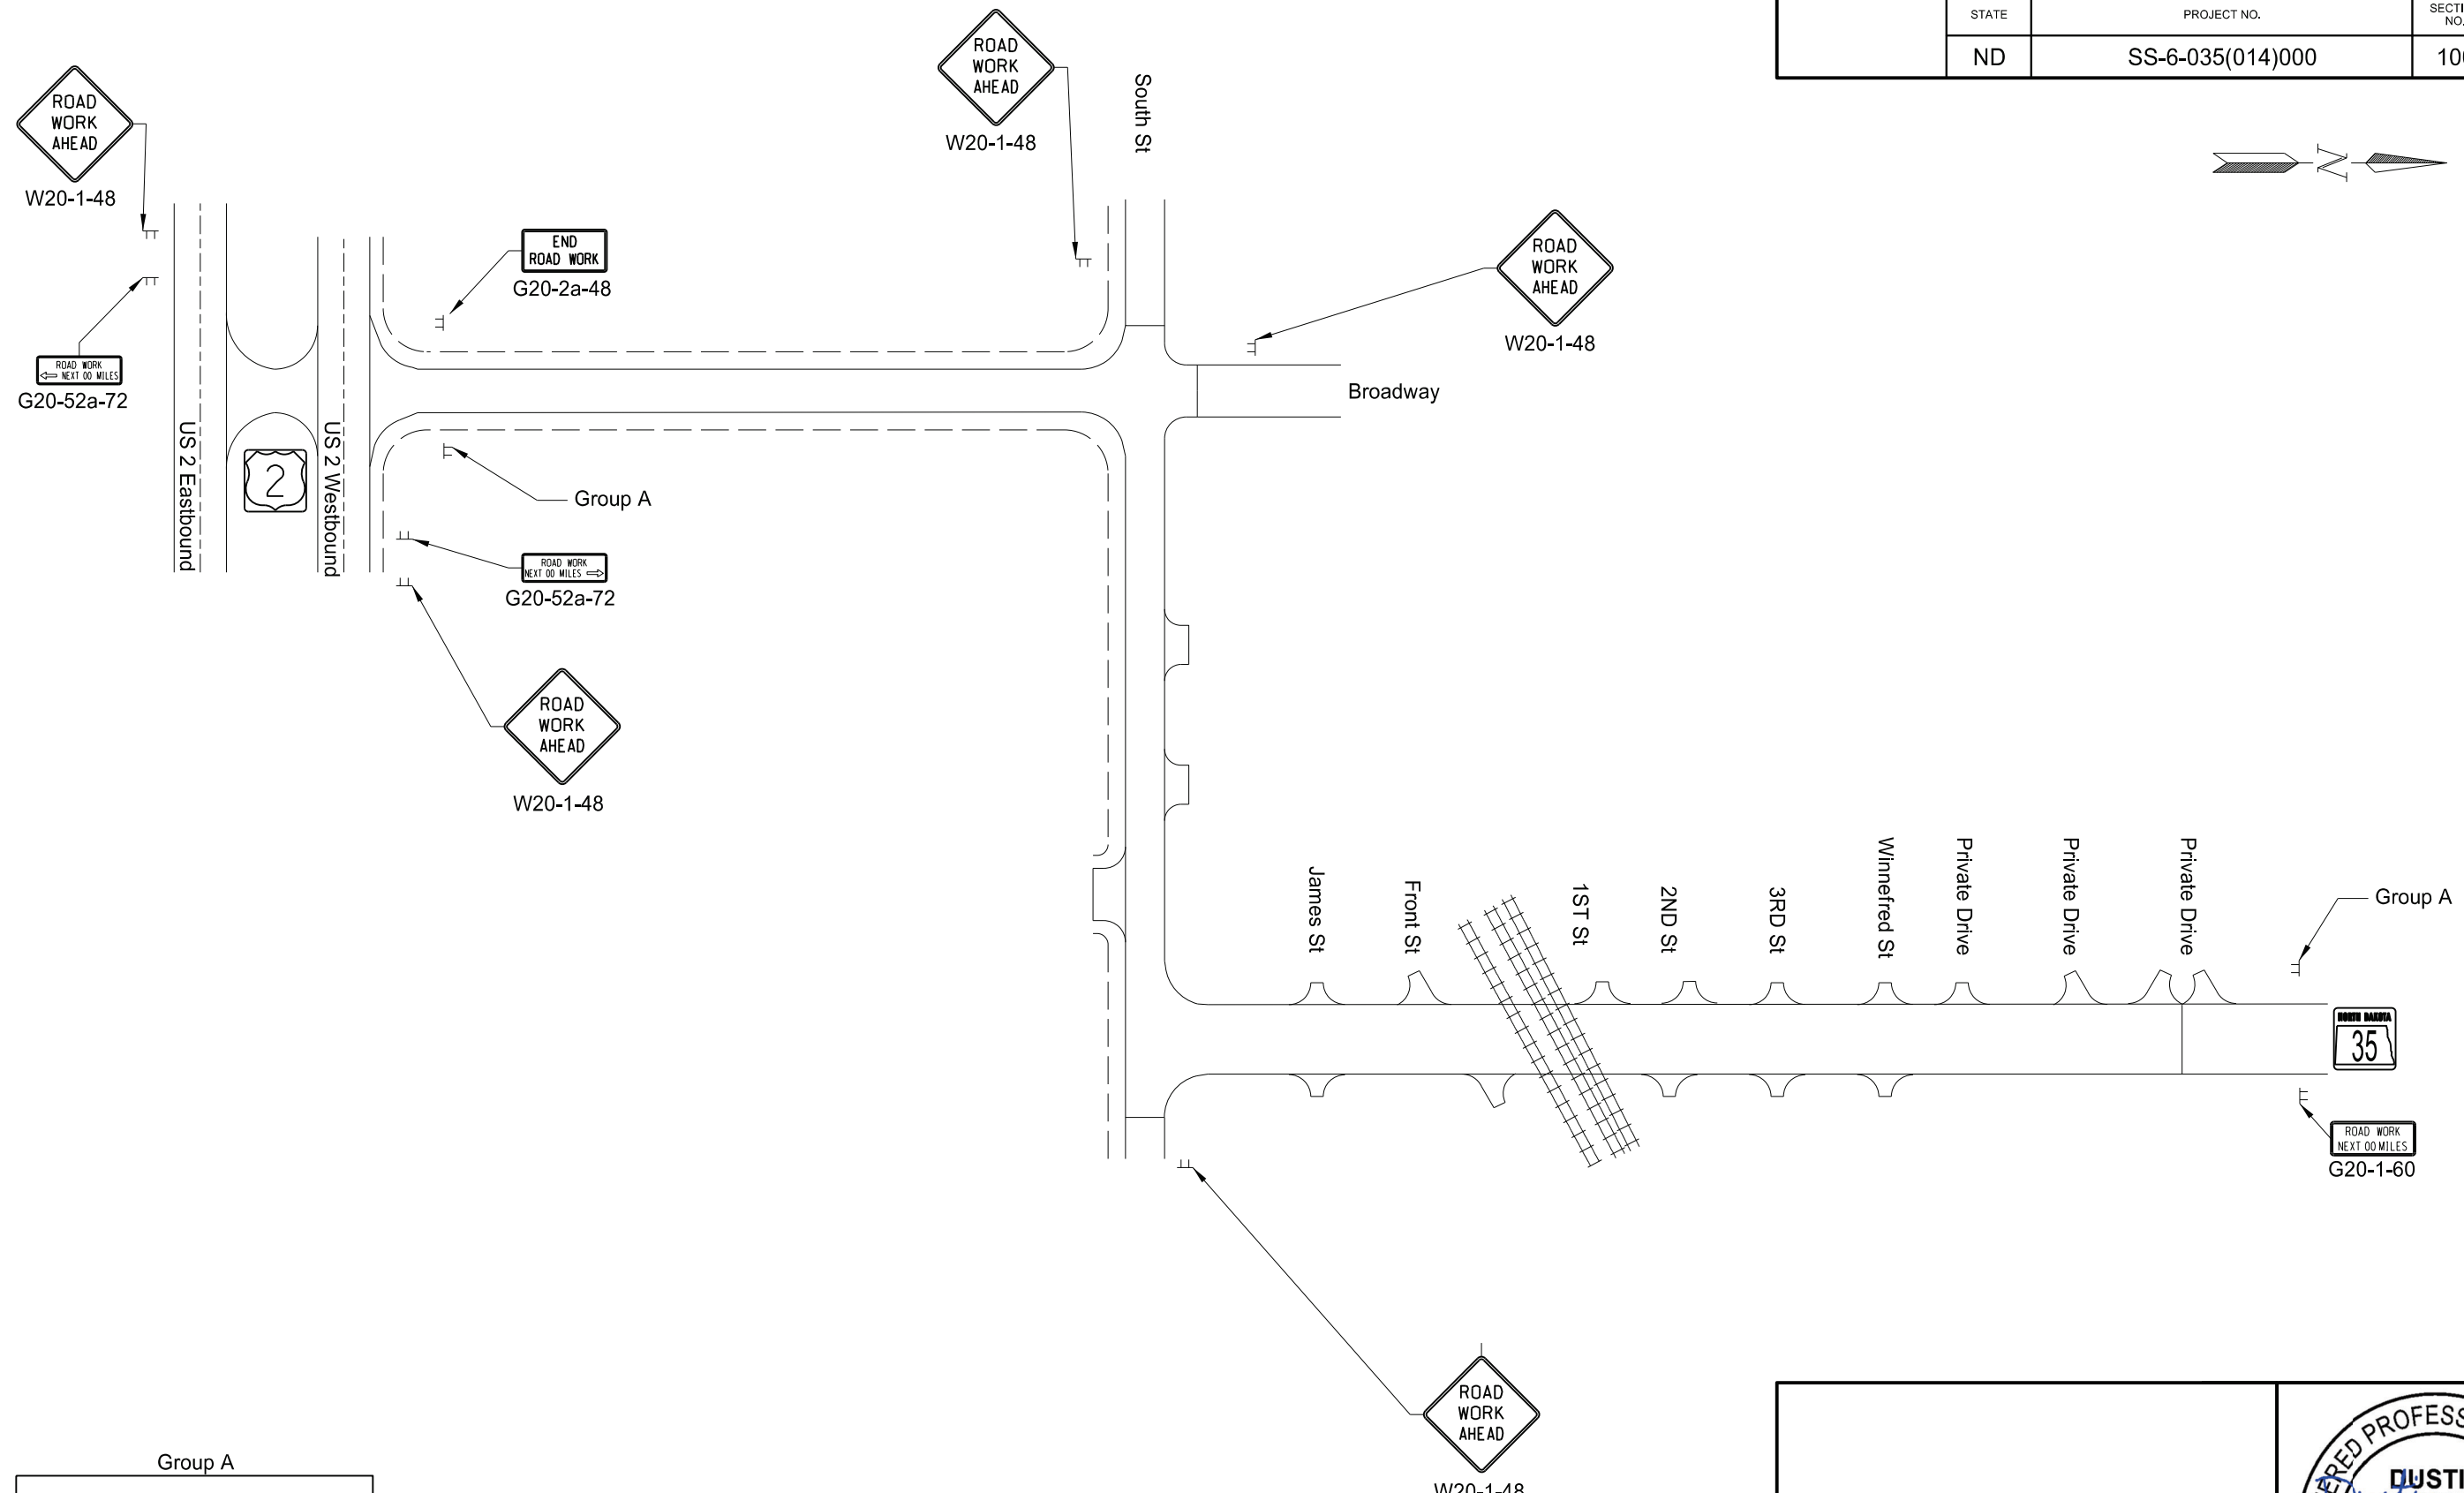 STATE
PROJECT NO.
ND
SS-6-035(014)000
ROAD
WORK
AHEAD
W20-1-48
ROAD
WORK
AHEAD
W20-1-48
South St
N
ROAD
WORK
AHEAD
W20-1-48
END
ROAD WORK
G20-2a-48
ROAD WORK
NEXT 00 MILES
G20-52a-72
Broadway
US 2 Eastbound
2
US 2 Westbound
Group A
ROAD WORK
NEXT 00 MILES
G20-52a-72
ROAD
WORK
AHEAD
W20-1-48
James St
Front St
1ST St
2ND St
3RD St
Winnefred St
Private Drive
Private Drive
Private Drive
Group A
NORTH DAKOTA
35
ROAD WORK
NEXT 00 MILES
G20-1-60
ROAD
WORK
AHEAD
W20-1-48
Group A